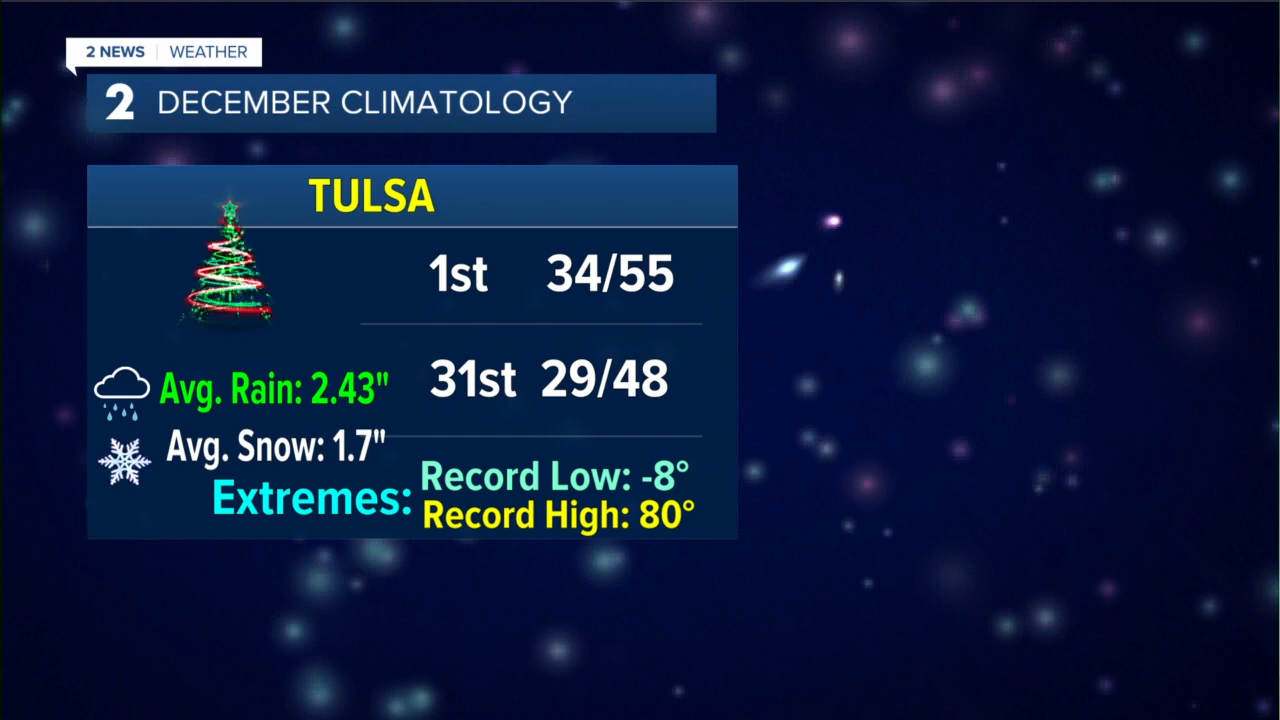 2 NEWS | WEATHER
2 DECEMBER CLIMATOLOGY
TULSA
1st 34/55
31st 29/48
Avg. Rain: 2.43"
Avg. Snow: 1.7"
Extremes:
Record Low: -8°
Record High: 80°